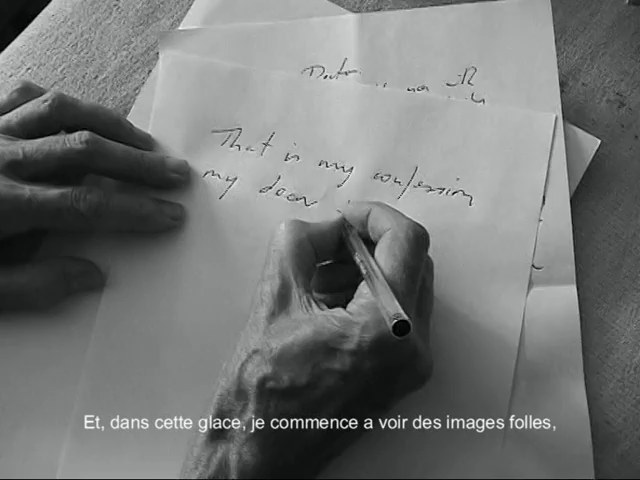 That is my confession
my dear
Et, dans cette glace, je commence a voir des images folles,